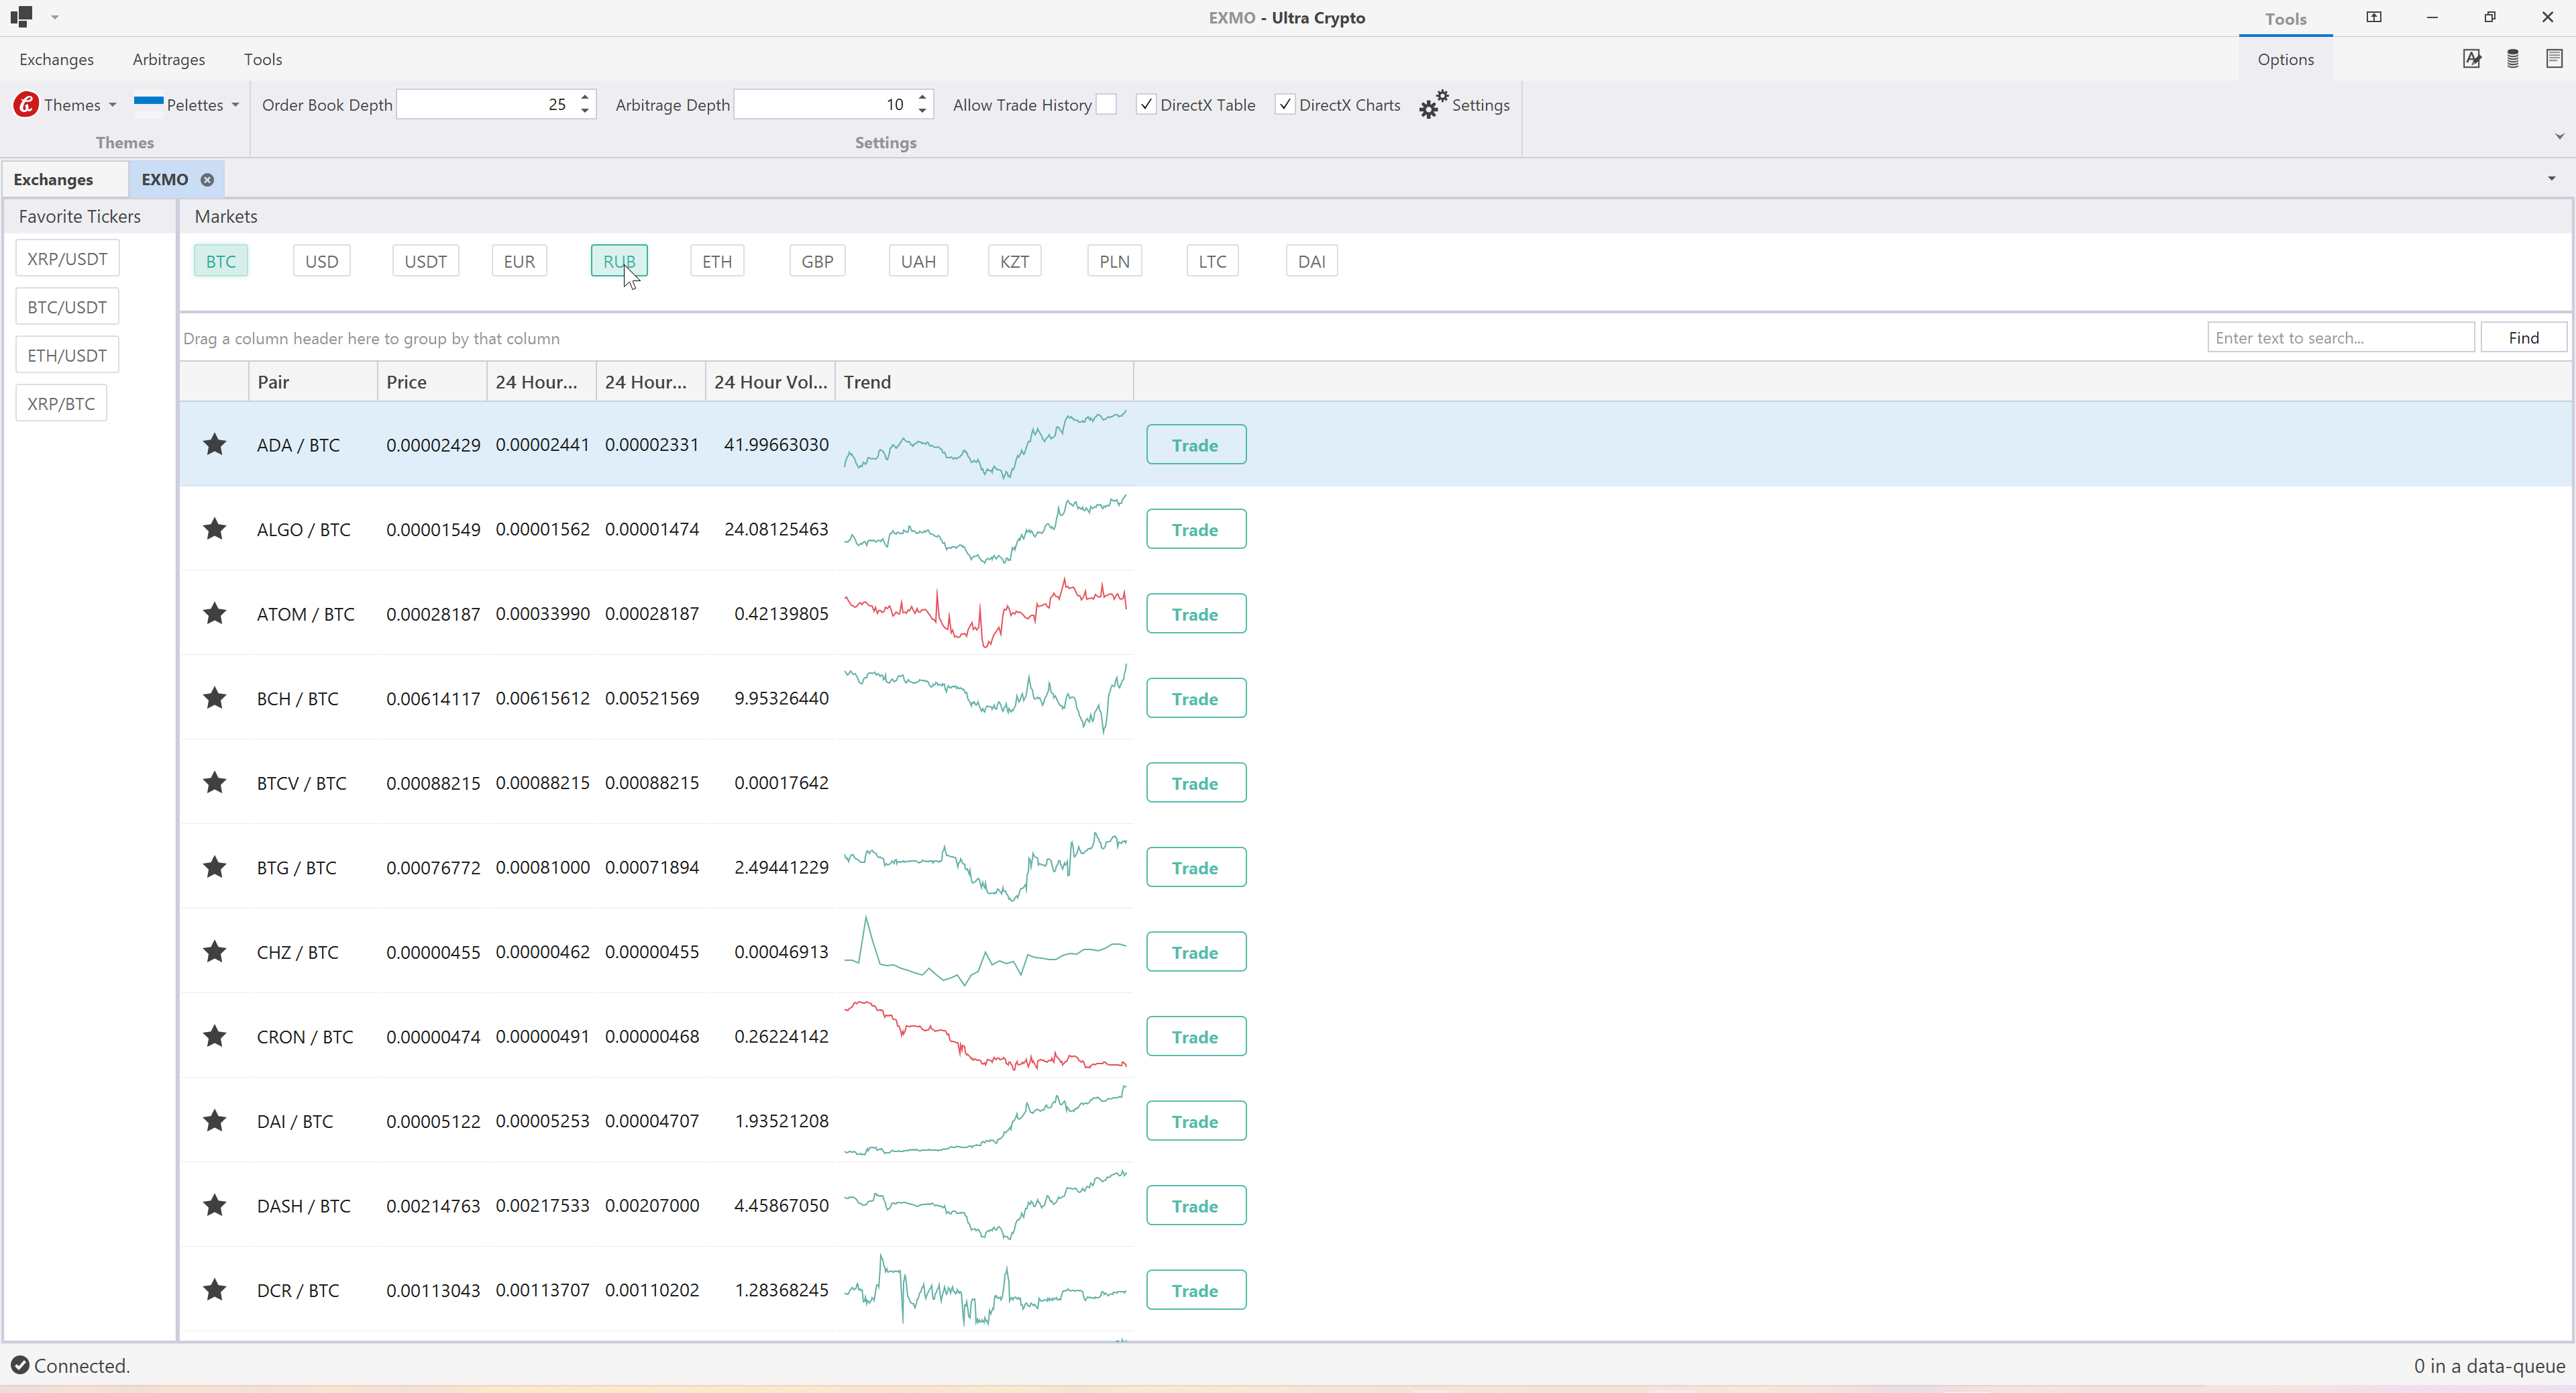 EXMO - Ultra Crypto
Tools
Exchanges Arbitrages Tools Options
Themes Pelettes Order Book Depth 25 Arbitrage Depth 10 Allow Trade History DirectX Table DirectX Charts Settings
Themes Settings
Exchanges EXMO
Favorite Tickers Markets
XRP/USDT
BTC/USDT
ETH/USDT
XRP/BTC
BTC USD USDT EUR RUB ETH GBP UAH KZT PLN LTC DAI
Drag a column header here to group by that column Enter text to search... Find
Pair Price 24 Hour... 24 Hour... 24 Hour Vol... Trend
ADA / BTC 0.00002429 0.00002441 0.00002331 41.99663030 Trade
ALGO / BTC 0.00001549 0.00001562 0.00001474 24.08125463 Trade
ATOM / BTC 0.00028187 0.00033990 0.00028187 0.42139805 Trade
BCH / BTC 0.00614117 0.00615612 0.00521569 9.95326440 Trade
BTCV / BTC 0.00088215 0.00088215 0.00088215 0.00017642 Trade
BTG / BTC 0.00076772 0.00081000 0.00071894 2.49441229 Trade
CHZ / BTC 0.00000455 0.00000462 0.00000455 0.00046913 Trade
CRON / BTC 0.00000474 0.00000491 0.00000468 0.26224142 Trade
DAI / BTC 0.00005122 0.00005253 0.00004707 1.93521208 Trade
DASH / BTC 0.00214763 0.00217533 0.00207000 4.45867050 Trade
DCR / BTC 0.00113043 0.00113707 0.00110202 1.28368245 Trade
Connected. 0 in a data-queue